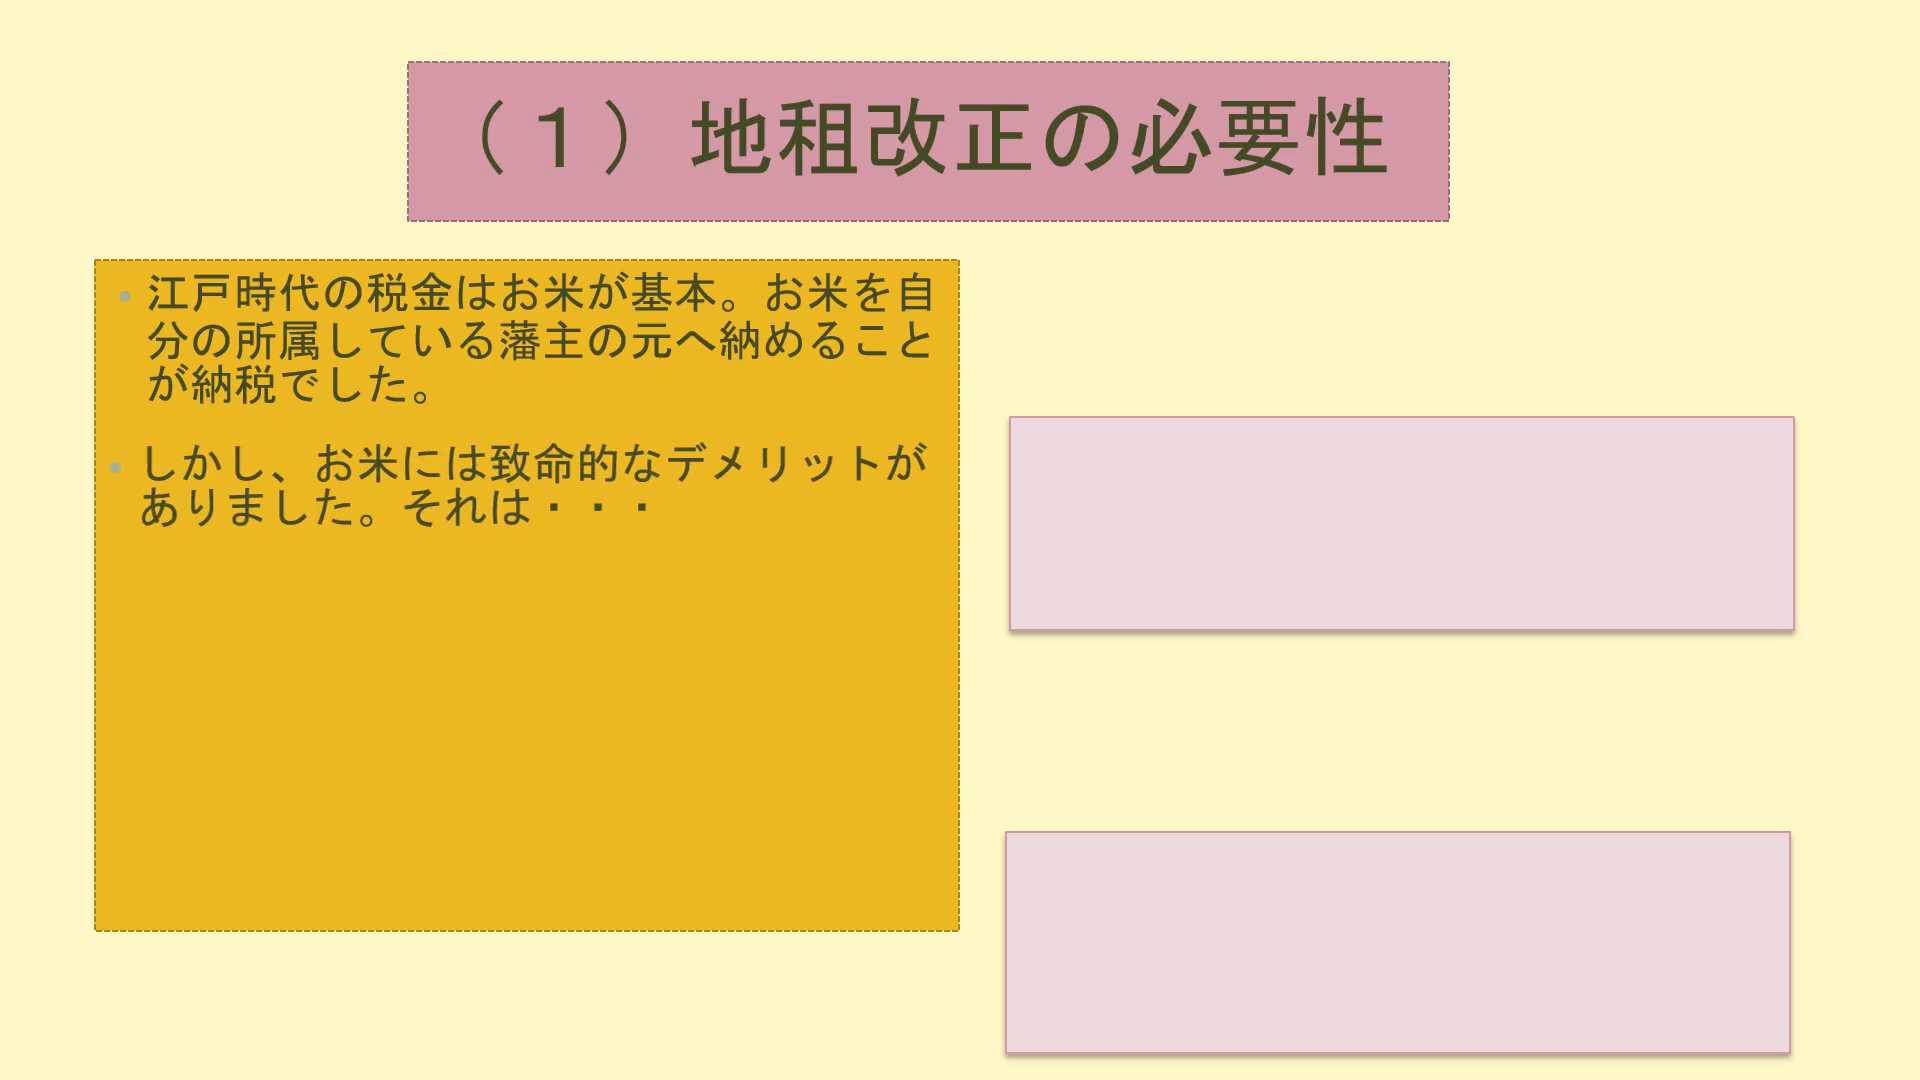 （１）地租改正の必要性
• 江戸時代の税金はお米が基本。お米を自
分の所属している藩主の元へ納めること
が納税でした。
• しかし、お米には致命的なデメリットが
ありました。それは・・・